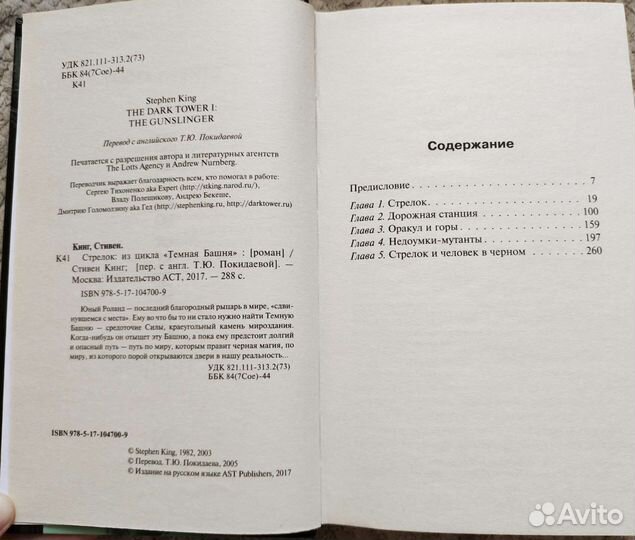 УДК 821.111-313.2(73)
ББК 84(7Сое)-44
К41
Stephen King
THE DARK TOWER I:
THE GUNSLINGER
Перевод с английского Т.Ю. Покидаевой
Печатается с разрешения автора и литературных агентств
The Lotts Agency и Andrew Nurnberg.
Переводчик выражает благодарность всем, кто помогал в работе:
Сергею Тихоненко aka Expert (http://stking.narod.ru/),
Владу Полешикову, Андрею Бекеше,
Дмитрию Голомолзину aka Гед (http://stephenking.ru, http://darktower.ru)
Кинг, Стивен.
К41 Стрелок: из цикла «Темная Башня» : [роман] /
Стивен Кинг; [пер. с англ. Т.Ю. Покидаевой]. —
Москва: Издательство АСТ, 2017. — 288 с.
ISBN 978-5-17-104700-9
Юный Роланд — последний благородный рыцарь в мире, «сдви-
нувшемся с места». Ему во что бы то ни стало нужно найти Темную
Башню — средоточие Силы, краеугольный камень мироздания.
Когда-нибудь он отыщет эту Башню, а пока ему предстоит долгий
и опасный путь — путь по миру, которым правит черная магия, по
миру, из которого порой открываются двери в нашу реальность...
УДК 821.111-313.2(73)
ББК 84(7Сое)-44
ISBN 978-5-17-104700-9
© Stephen King, 1982, 2003
© Перевод. Т.Ю. Покидаева, 2005
© Издание на русском языке AST Publishers, 2017
Содержание
Предисловие . . . . . . . . . . . . . . . . . . . . . . . . 7
Глава 1. Стрелок . . . . . . . . . . . . . . . . . . . . . 19
Глава 2. Дорожная станция . . . . . . . . . . . . . 100
Глава 3. Оракул и горы . . . . . . . . . . . . . . . . 159
Глава 4. Недоумки-мутанты . . . . . . . . . . . . 197
Глава 5. Стрелок и человек в черном . . . . . . 260
Avito